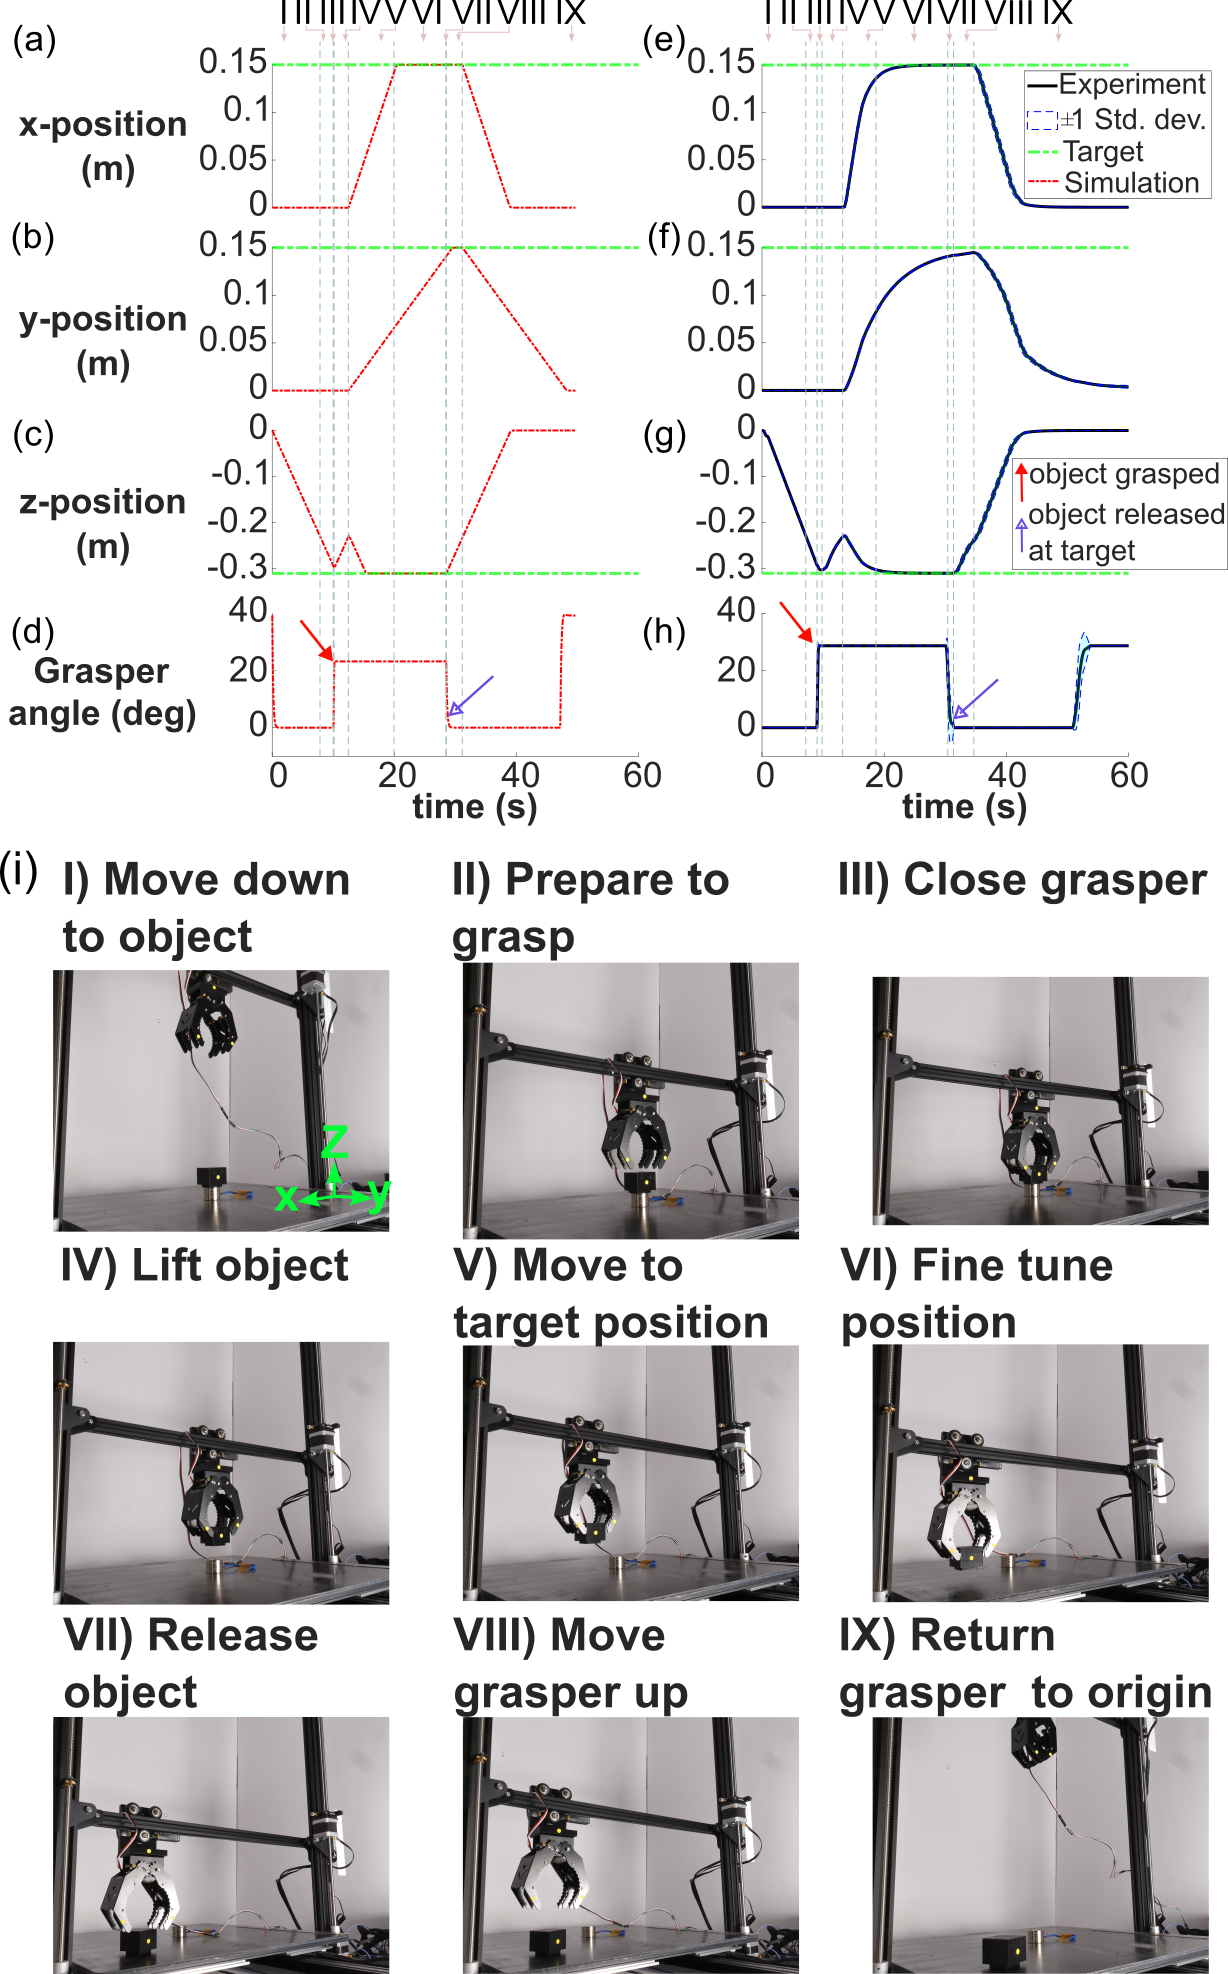 I II III IV V VI VII VIII IX
I II III IV V VI VII VIII IX
(a)
x-position
(m)
0.15
0.1
0.05
0
(e)
0.15
0.1
0.05
0
Experiment
±1 Std. dev.
Target
Simulation
(b)
y-position
(m)
0.15
0.1
0.05
0
(f)
0.15
0.1
0.05
0
(c)
z-position
(m)
0
-0.1
-0.2
-0.3
(g)
0
-0.1
-0.2
-0.3
object grasped
object released
at target
(d)
Grasper
angle (deg)
40
20
0
0 20 40 60
time (s)
(h)
40
20
0
0 20 40 60
time (s)
(i)
I) Move down
to object
II) Prepare to
grasp
III) Close grasper
z
x y
IV) Lift object
V) Move to
target position
VI) Fine tune
position
VII) Release
object
VIII) Move
grasper up
IX) Return
grasper to origin